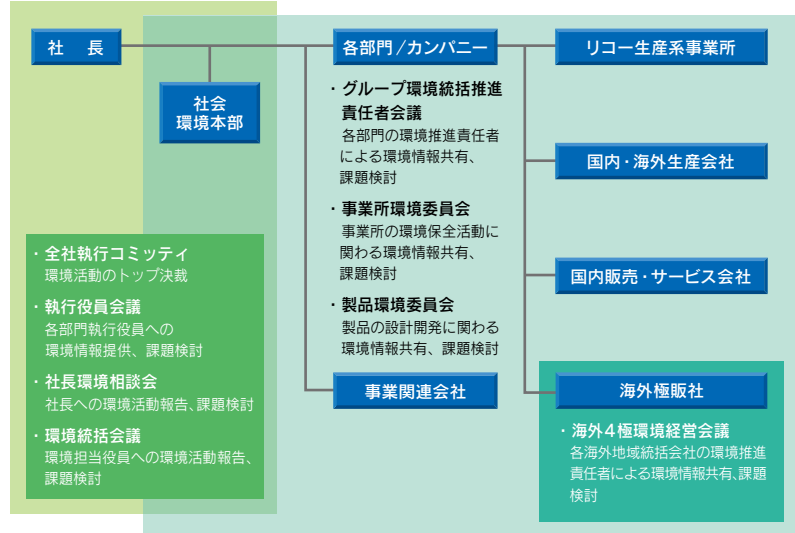 社 長
社会
環境本部
・全社執行コミッティ
環境活動のトップ決裁
・執行役員会議
各部門執行役員への
環境情報提供、課題検討
・社長環境相談会
社長への環境活動報告、課題検討
・環境統括会議
環境担当役員への環境活動報告、
課題検討
各部門/カンパニー
・グループ環境統括推進
責任者会議
各部門の環境推進責任者
による環境情報共有、
課題検討
・事業所環境委員会
事業所の環境保全活動に
関わる環境情報共有、
課題検討
・製品環境委員会
製品の設計開発に関わる
環境情報共有、課題検討
事業関連会社
リコー生産系事業所
国内・海外生産会社
国内販売・サービス会社
海外極販社
・海外4極環境経営会議
各海外地域統括会社の環境推進
責任者による環境情報共有、課題
検討